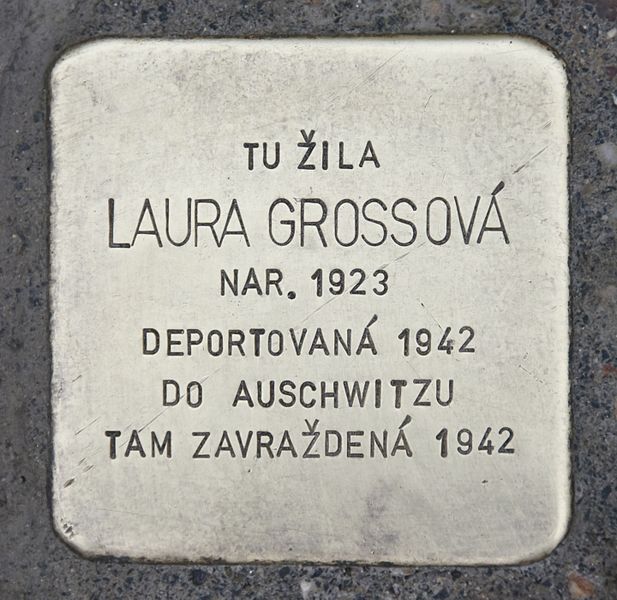 TU ŽILA
LAURA GROSSOVÁ
NAR. 1923
DEPORTOVANÁ 1942
DO AUSCHWITZU
TAM ZAVRAŽDENÁ 1942